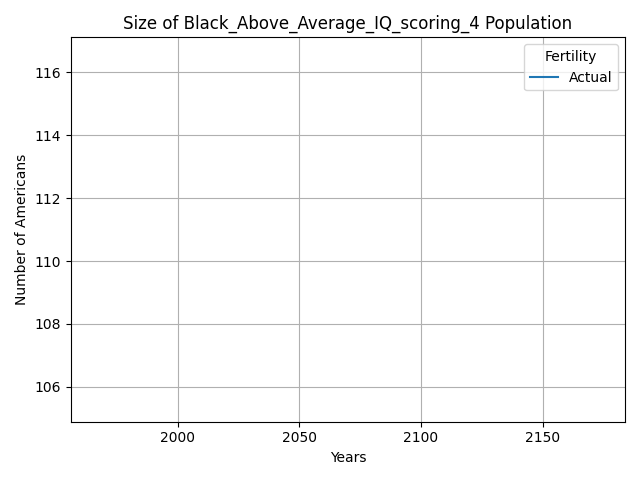 Size of Black_Above_Average_IQ_scoring_4 Population
Fertility
Actual
116
114
112
110
108
106
Number of Americans
2000 2050 2100 2150
Years